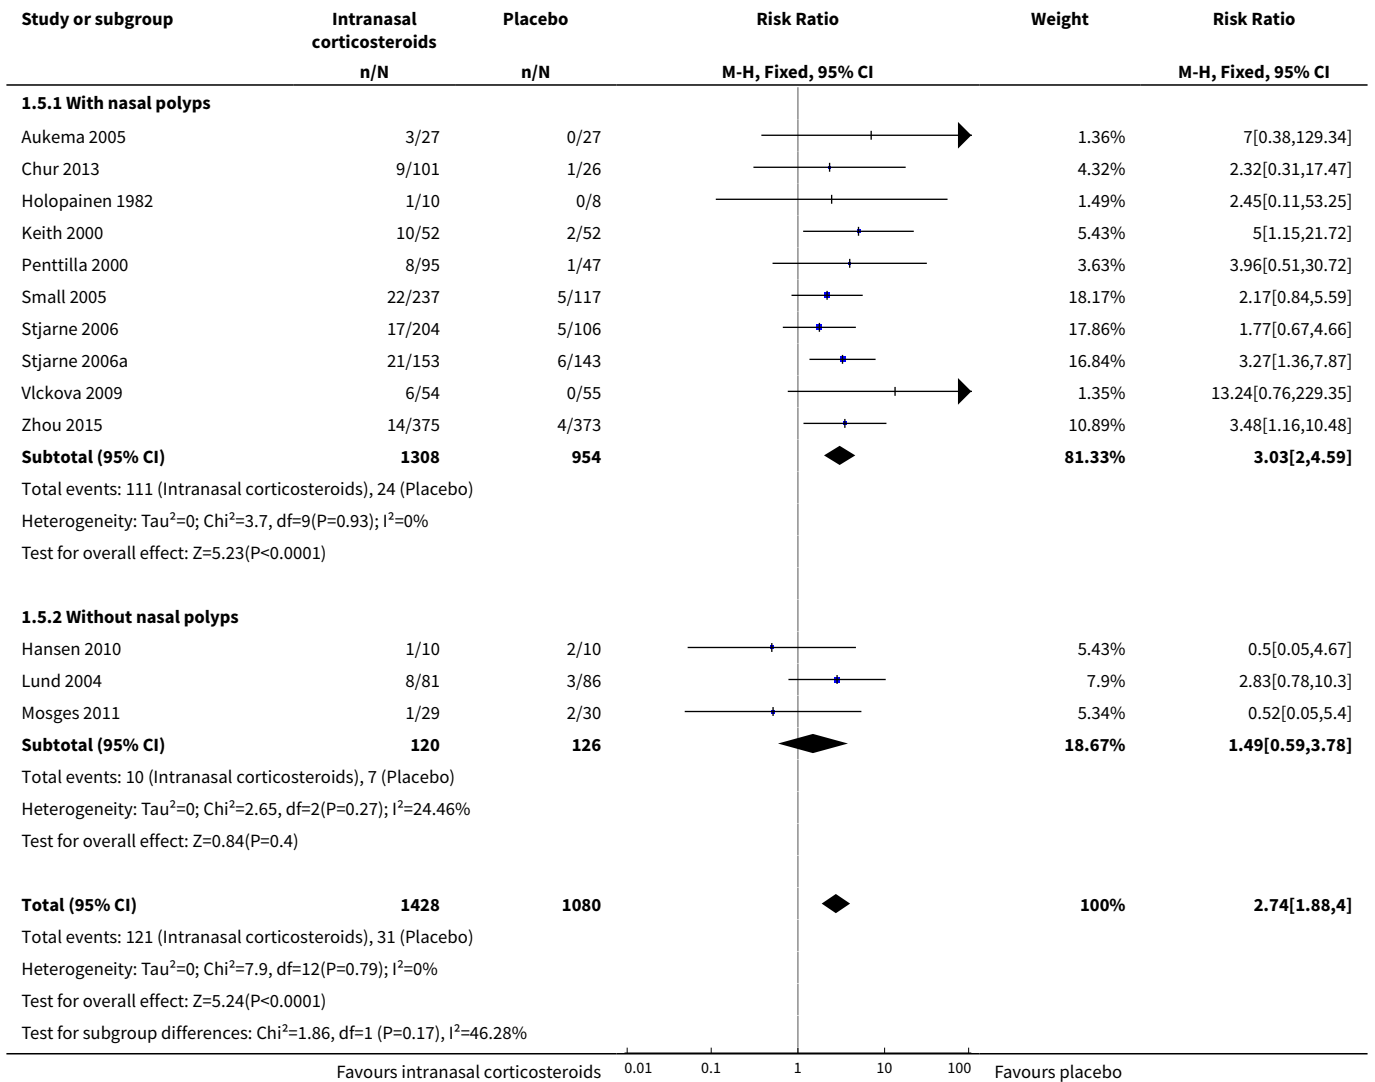 Study or subgroup Intranasal corticosteroids Placebo Risk Ratio Weight Risk Ratio
n/N n/N M-H, Fixed, 95% CI M-H, Fixed, 95% CI
1.5.1 With nasal polyps
Aukema 2005 3/27 0/27 1.36% 7[0.38,129.34]
Chur 2013 9/101 1/26 4.32% 2.32[0.31,17.47]
Holopainen 1982 1/10 0/8 1.49% 2.45[0.11,53.25]
Keith 2000 10/52 2/52 5.43% 5[1.15,21.72]
Penttilla 2000 8/95 1/47 3.63% 3.96[0.51,30.72]
Small 2005 22/237 5/117 18.17% 2.17[0.84,5.59]
Stjarne 2006 17/204 5/106 17.86% 1.77[0.67,4.66]
Stjarne 2006a 21/153 6/143 16.84% 3.27[1.36,7.87]
Vlckova 2009 6/54 0/55 1.35% 13.24[0.76,229.35]
Zhou 2015 14/375 4/373 10.89% 3.48[1.16,10.48]
Subtotal (95% CI) 1308 954 81.33% 3.03[2,4.59]
Total events: 111 (Intranasal corticosteroids), 24 (Placebo)
Heterogeneity: Tau²=0; Chi²=3.7, df=9(P=0.93); I²=0%
Test for overall effect: Z=5.23(P<0.0001)
1.5.2 Without nasal polyps
Hansen 2010 1/10 2/10 5.43% 0.5[0.05,4.67]
Lund 2004 8/81 3/86 7.9% 2.83[0.78,10.3]
Mosges 2011 1/29 2/30 5.34% 0.52[0.05,5.4]
Subtotal (95% CI) 120 126 18.67% 1.49[0.59,3.78]
Total events: 10 (Intranasal corticosteroids), 7 (Placebo)
Heterogeneity: Tau²=0; Chi²=2.65, df=2(P=0.27); I²=24.46%
Test for overall effect: Z=0.84(P=0.4)
Total (95% CI) 1428 1080 100% 2.74[1.88,4]
Total events: 121 (Intranasal corticosteroids), 31 (Placebo)
Heterogeneity: Tau²=0; Chi²=7.9, df=12(P=0.79); I²=0%
Test for overall effect: Z=5.24(P<0.0001)
Test for subgroup differences: Chi²=1.86, df=1 (P=0.17), I²=46.28%
Favours intranasal corticosteroids 0.01 0.1 1 10 100 Favours placebo